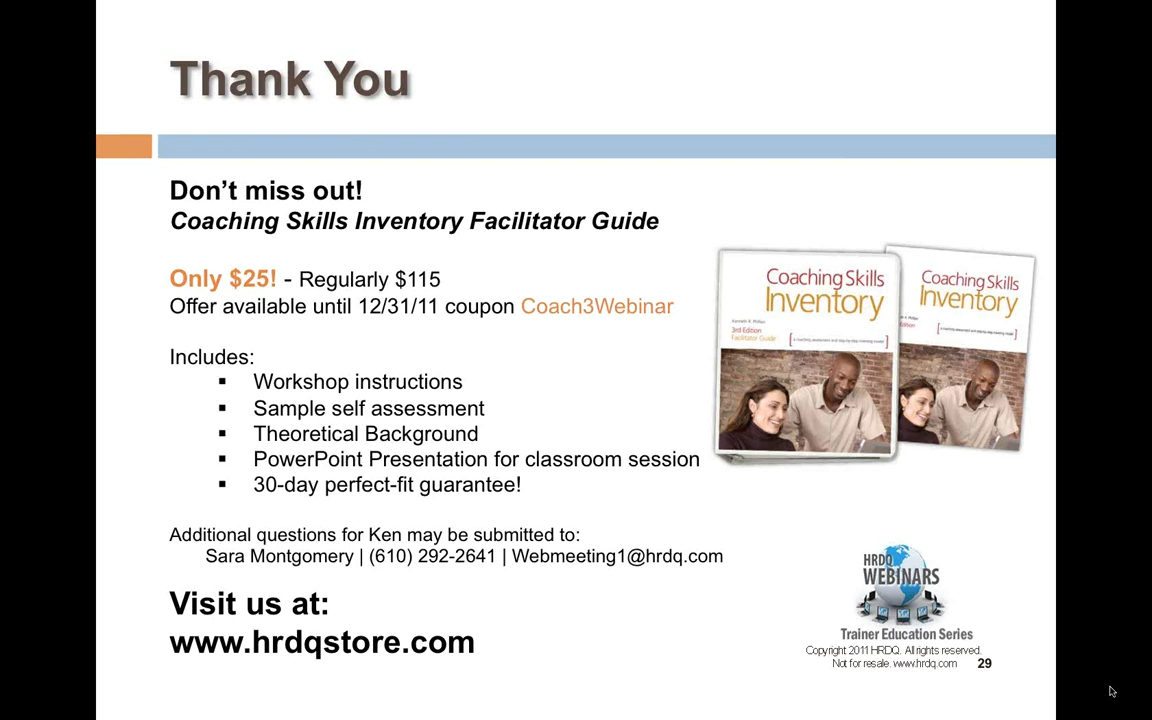 Thank You
Don't miss out!
Coaching Skills Inventory Facilitator Guide
Only $25! - Regularly $115
Offer available until 12/31/11 coupon Coach3Webinar
Includes:
▪ Workshop instructions
▪ Sample self assessment
▪ Theoretical Background
▪ PowerPoint Presentation for classroom session
▪ 30-day perfect-fit guarantee!
Additional questions for Ken may be submitted to:
Sara Montgomery | (610) 292-2641 | Webmeeting1@hrdq.com
Visit us at:
www.hrdqstore.com
Coaching Skills
Inventory
3rd Edition
Facilitator Guide
Coaching Skills
Inventory
Edition
HRDQ
WEBINARS
Trainer Education Series
Copyright 2011 HRDQ. All rights reserved.
Not for resale. www.hrdq.com 29